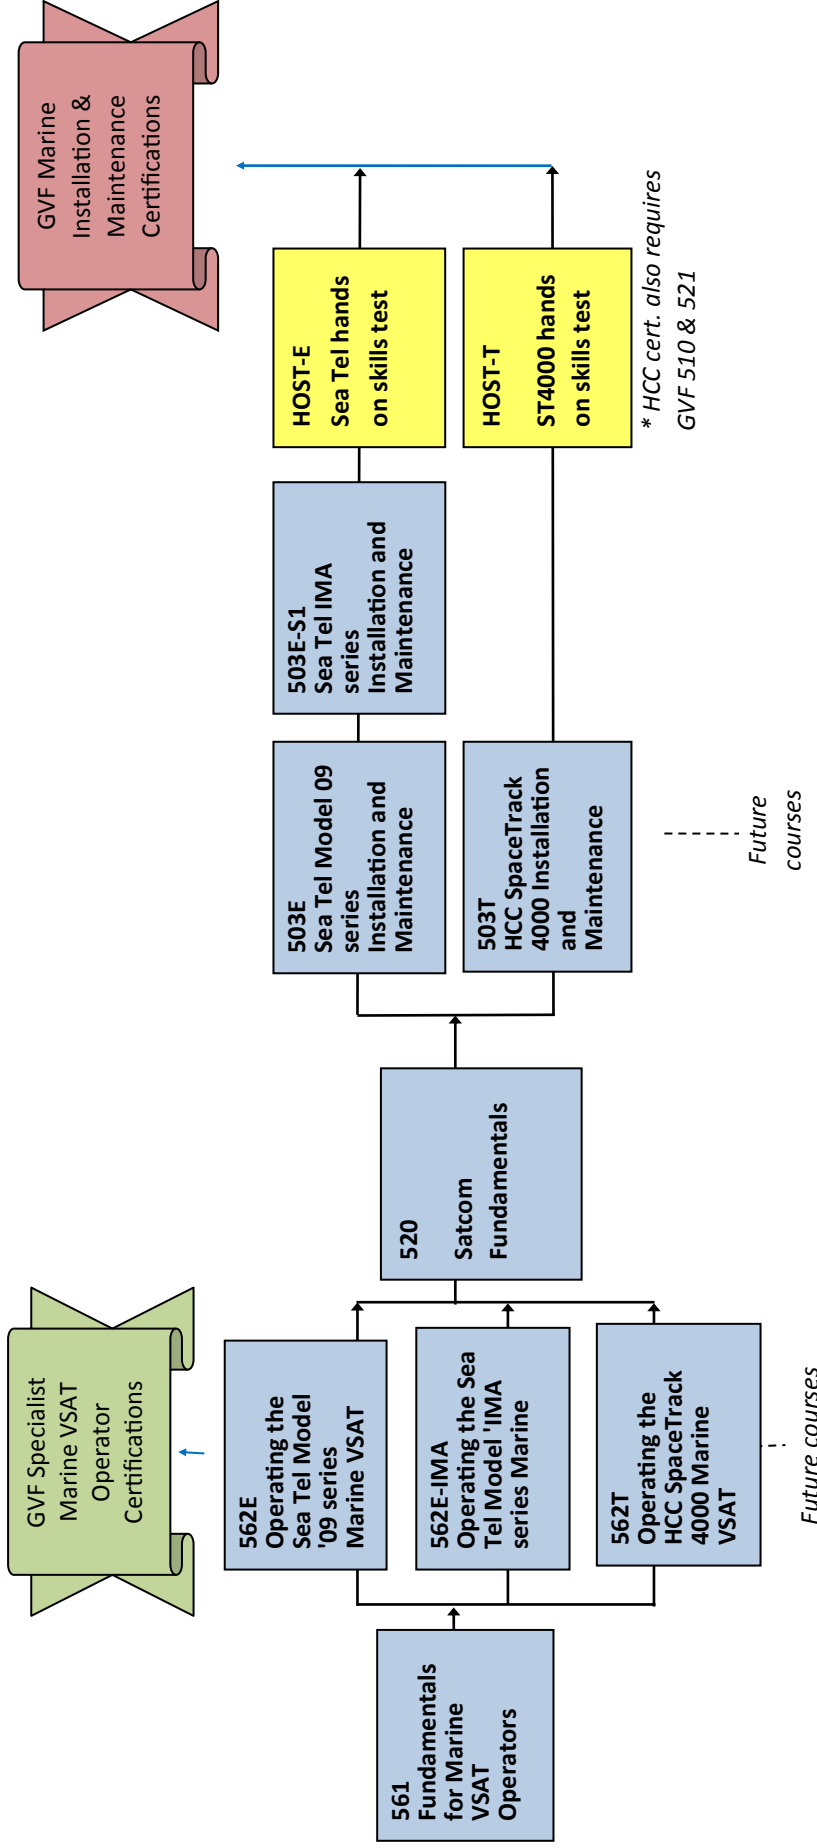 GVF Specialist
Marine VSAT
Operator
Certifications
GVF Marine
Installation &
Maintenance
Certifications
561
Fundamentals
for Marine
VSAT
Operators
562E
Operating the
Sea Tel Model
'09 series
Marine VSAT
562E-IMA
Operating the Sea
Tel Model 'IMA
series Marine
562T
Operating the
HCC SpaceTrack
4000 Marine
VSAT
Future courses
520
Satcom
Fundamentals
503E
Sea Tel Model 09
series
Installation and
Maintenance
503T
HCC SpaceTrack
4000 Installation
and
Maintenance
Future
courses
503E-S1
Sea Tel IMA
series
Installation and
Maintenance
HOST-E
Sea Tel hands
on skills test
HOST-T
ST4000 hands
on skills test
* HCC cert. also requires
GVF 510 & 521